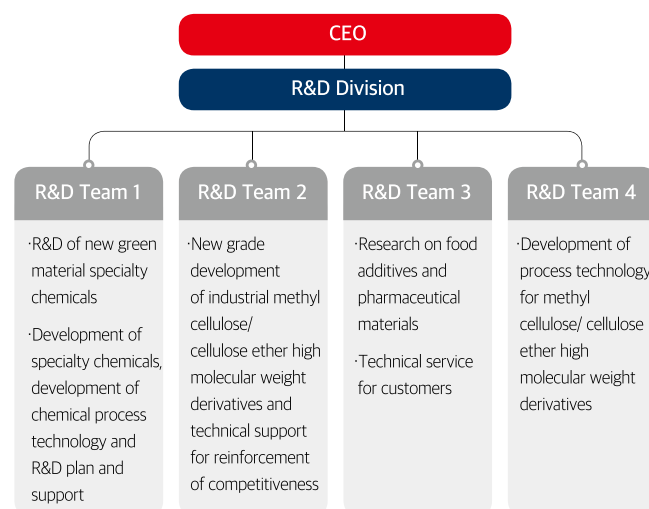 CEO
R&D Division
R&D Team 1
·R&D of new green
material specialty
chemicals
·Development of
specialty chemicals,
development of
chemical process
technology and
R&D plan and
support
R&D Team 2
·New grade
development
of industrial methyl
cellulose/
cellulose ether high
molecular weight
derivatives and
technical support
for reinforcement
of competitiveness
R&D Team 3
·Research on food
additives and
pharmaceutical
materials
·Technical service
for customers
R&D Team 4
·Development of
process technology
for methyl
cellulose/ cellulose
ether high
molecular weight
derivatives